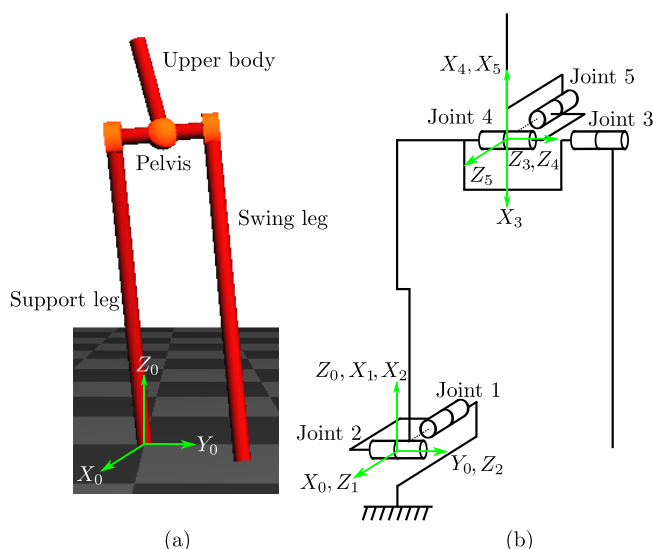 Upper body
Pelvis
Swing leg
Support leg
Z₀
Y₀
X₀
(a)
X₄, X₅
Joint 5
Joint 4
Joint 3
Z₃, Z₄
Z₅
X₃
Z₀, X₁, X₂
Joint 1
Joint 2
Y₀, Z₂
X₀, Z₁
(b)